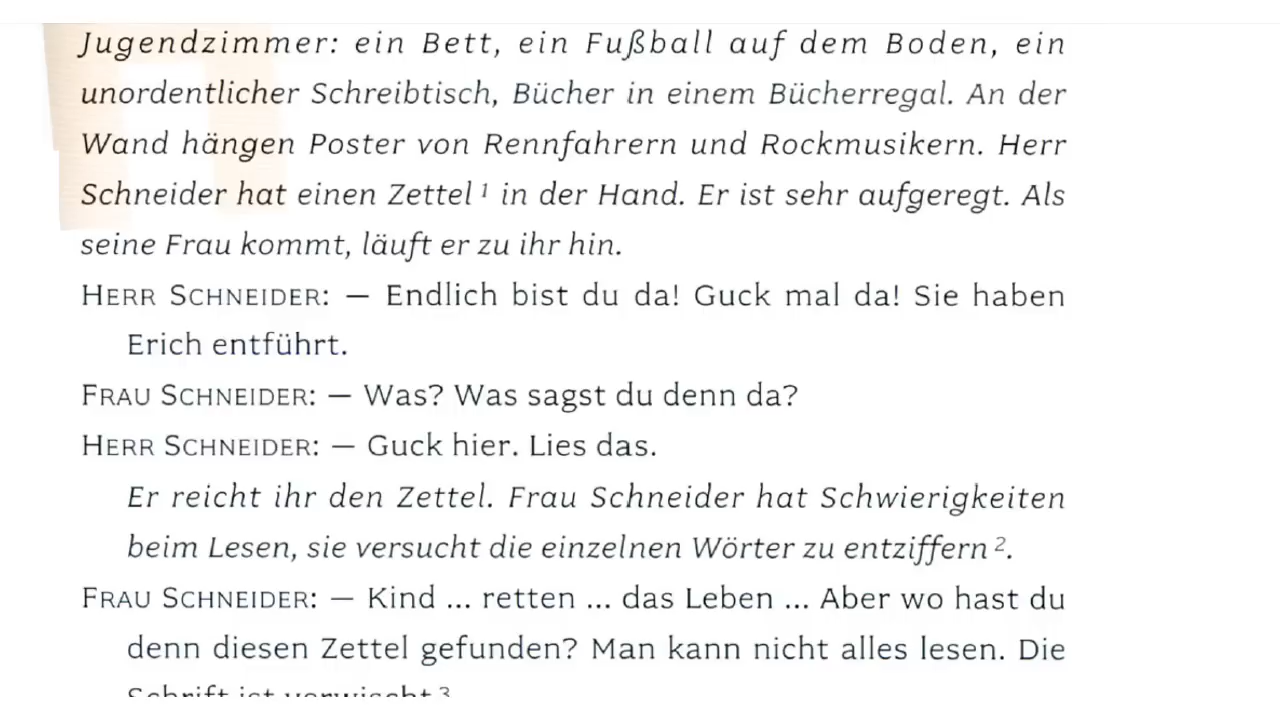 Jugendzimmer: ein Bett, ein Fußball auf dem Boden, ein
unordentlicher Schreibtisch, Bücher in einem Bücherregal. An der
Wand hängen Poster von Rennfahrern und Rockmusikern. Herr
Schneider hat einen Zettel ¹ in der Hand. Er ist sehr aufgeregt. Als
seine Frau kommt, läuft er zu ihr hin.
HERR SCHNEIDER: — Endlich bist du da! Guck mal da! Sie haben
Erich entführt.
FRAU SCHNEIDER: — Was? Was sagst du denn da?
HERR SCHNEIDER: — Guck hier. Lies das.
Er reicht ihr den Zettel. Frau Schneider hat Schwierigkeiten
beim Lesen, sie versucht die einzelnen Wörter zu entziffern ².
FRAU SCHNEIDER: — Kind ... retten ... das Leben ... Aber wo hast du
denn diesen Zettel gefunden? Man kann nicht alles lesen. Die
Schrift ist verwischt ³